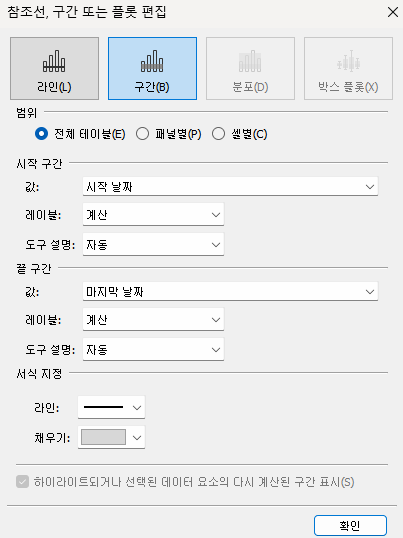 참조선, 구간 또는 플롯 편집
라인(L) 구간(B) 분포(D) 박스 플롯(X)
범위
전체 테이블(E) 패널별(P) 셀별(C)
시작 구간
값: 시작 날짜
레이블: 계산
도구 설명: 자동
끝 구간
값: 마지막 날짜
레이블: 계산
도구 설명: 자동
서식 지정
라인:
채우기:
하이라이트되거나 선택된 데이터 요소의 다시 계산된 구간 표시(S)
확인